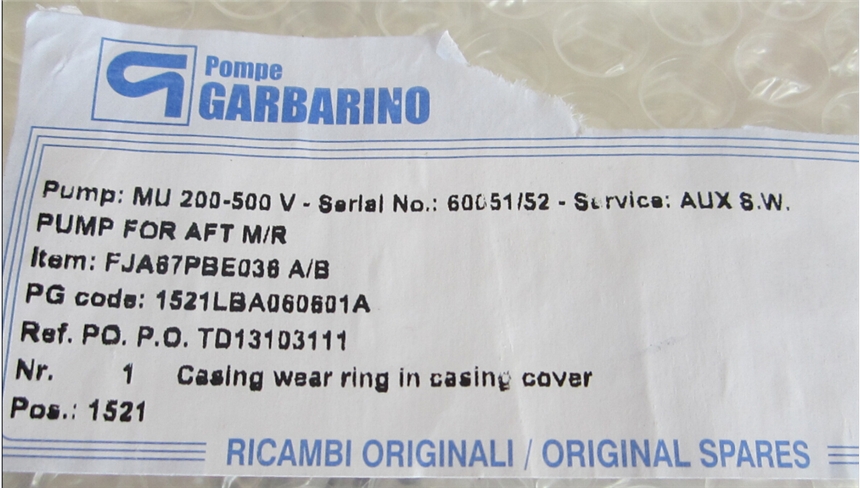 Pompe
GARBARINO
Pump: MU 200-500 V - Serial No.: 60051/52 - Service: AUX S.W.
PUMP FOR AFT M/R
Item: FJA67PBE036 A/B
PG code: 1521LBA060601A
Ref. PO. P.O. TD13103111
Nr. 1 Casing wear ring in casing cover
Pos.: 1521
RICAMBI ORIGINALI / ORIGINAL SPARES